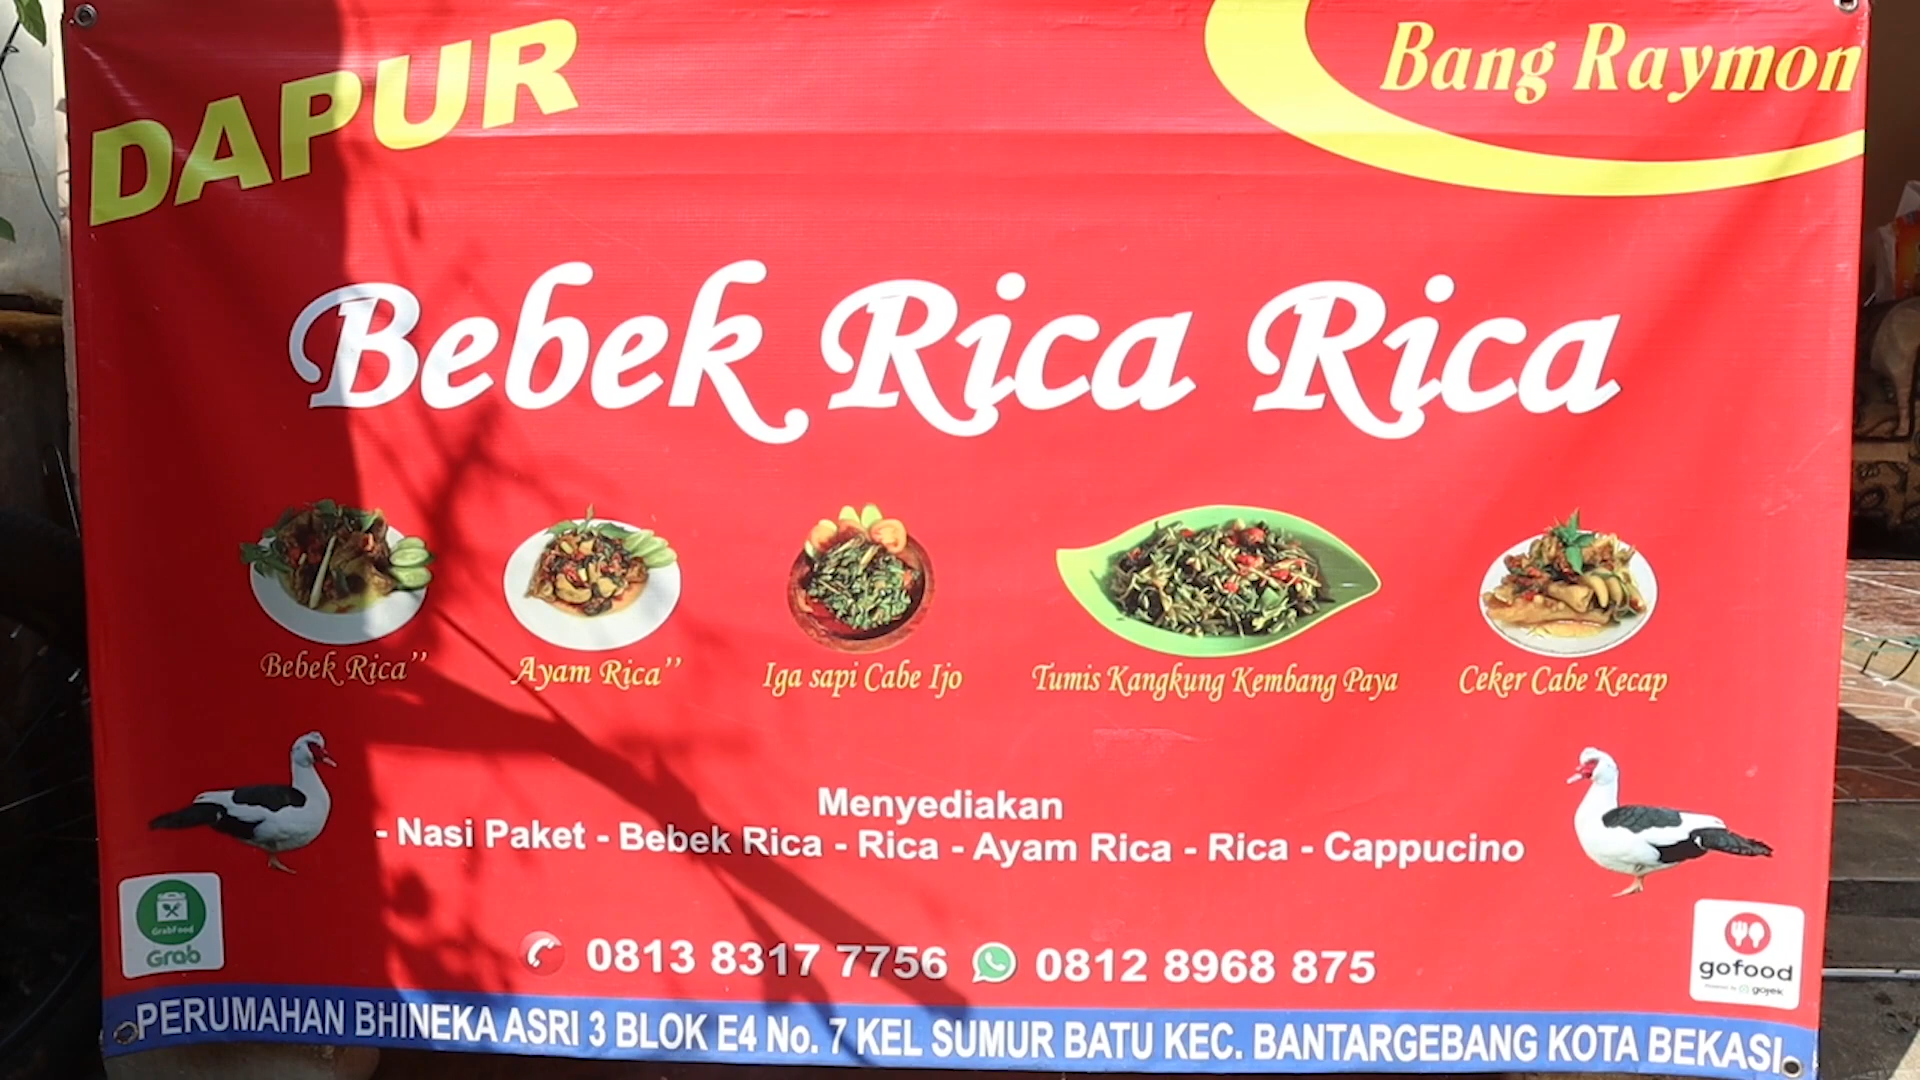 DAPUR
Bang Raymon
Bebek Rica Rica
Bebek Rica''
Ayam Rica''
Iga sapi Cabe Ijo
Tumis Kangkung Kembang Paya
Ceker Cabe Kecap
Menyediakan
- Nasi Paket - Bebek Rica - Rica - Ayam Rica - Rica - Cappucino
GrabFood
Grab
0813 8317 7756 0812 8968 875
gofood
Powered by gojek
PERUMAHAN BHINEKA ASRI 3 BLOK E4 No. 7 KEL SUMUR BATU KEC. BANTARGEBANG KOTA BEKASI